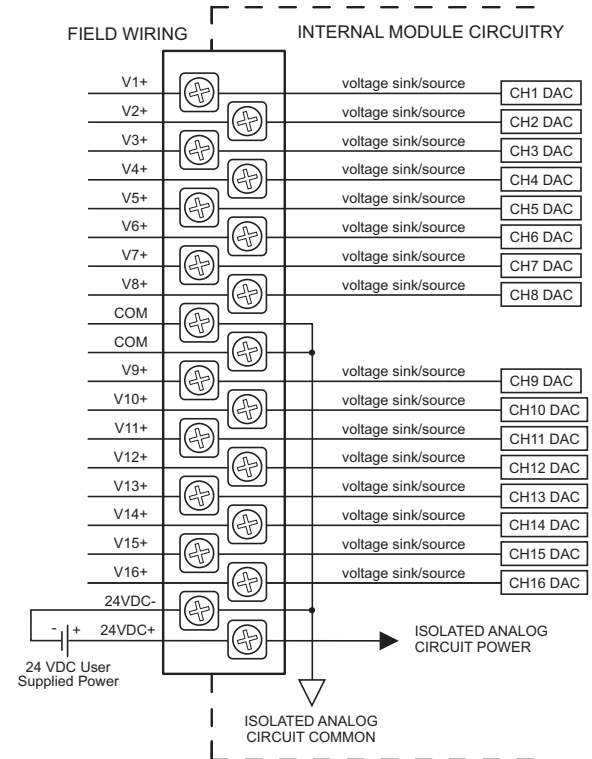 FIELD WIRING
INTERNAL MODULE CIRCUITRY
V1+ voltage sink/source CH1 DAC
V2+ voltage sink/source CH2 DAC
V3+ voltage sink/source CH3 DAC
V4+ voltage sink/source CH4 DAC
V5+ voltage sink/source CH5 DAC
V6+ voltage sink/source CH6 DAC
V7+ voltage sink/source CH7 DAC
V8+ voltage sink/source CH8 DAC
COM
COM
V9+ voltage sink/source CH9 DAC
V10+ voltage sink/source CH10 DAC
V11+ voltage sink/source CH11 DAC
V12+ voltage sink/source CH12 DAC
V13+ voltage sink/source CH13 DAC
V14+ voltage sink/source CH14 DAC
V15+ voltage sink/source CH15 DAC
V16+ voltage sink/source CH16 DAC
24VDC-
- + 24VDC+
24 VDC User
Supplied Power
ISOLATED ANALOG
CIRCUIT POWER
ISOLATED ANALOG
CIRCUIT COMMON